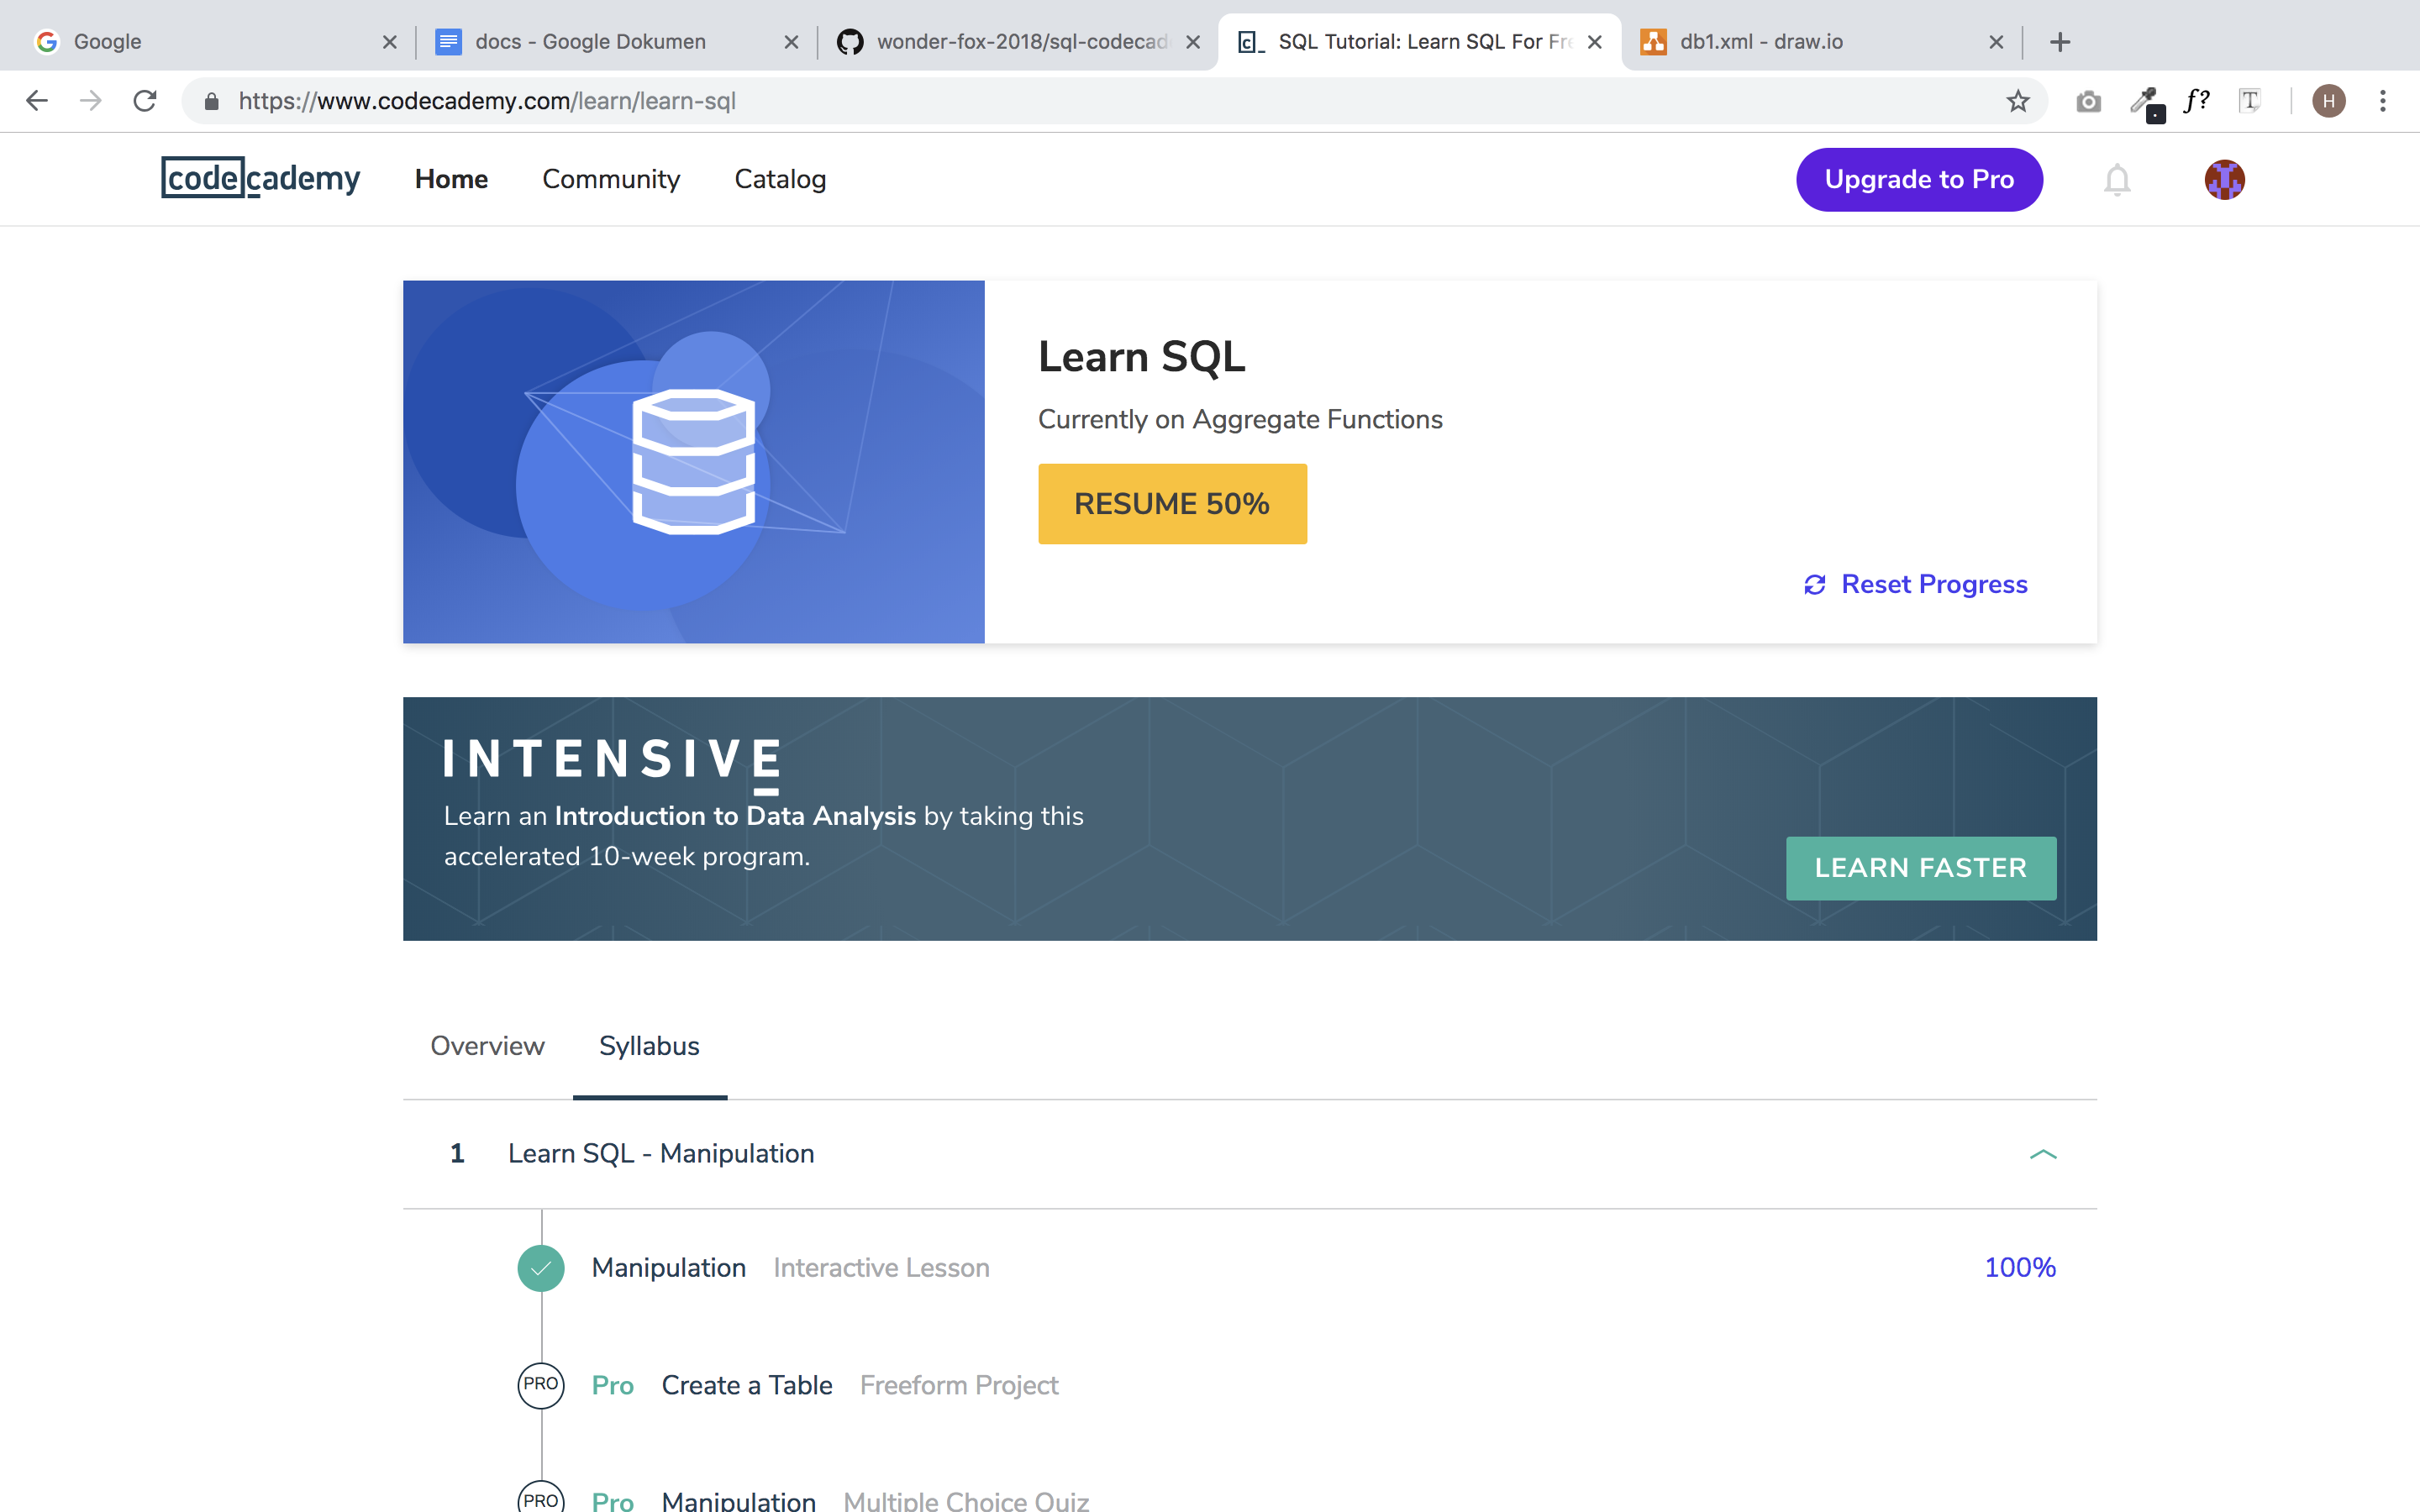 Google
docs - Google Dokumen
wonder-fox-2018/sql-codecad
SQL Tutorial: Learn SQL For Fre
db1.xml - draw.io
https://www.codecademy.com/learn/learn-sql
f?
T
H
codecademy
Home
Community
Catalog
Upgrade to Pro
Learn SQL
Currently on Aggregate Functions
RESUME 50%
Reset Progress
INTENSIVE
Learn an Introduction to Data Analysis by taking this
accelerated 10-week program.
LEARN FASTER
Overview
Syllabus
1 Learn SQL - Manipulation
Manipulation Interactive Lesson 100%
PRO Pro Create a Table Freeform Project
PRO Pro Manipulation Multiple Choice Quiz